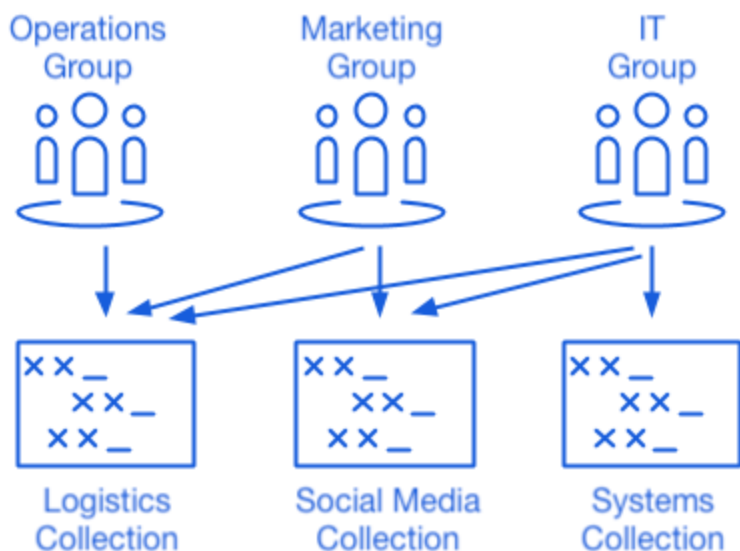 Operations
Group
Marketing
Group
IT
Group
Logistics
Collection
Social Media
Collection
Systems
Collection